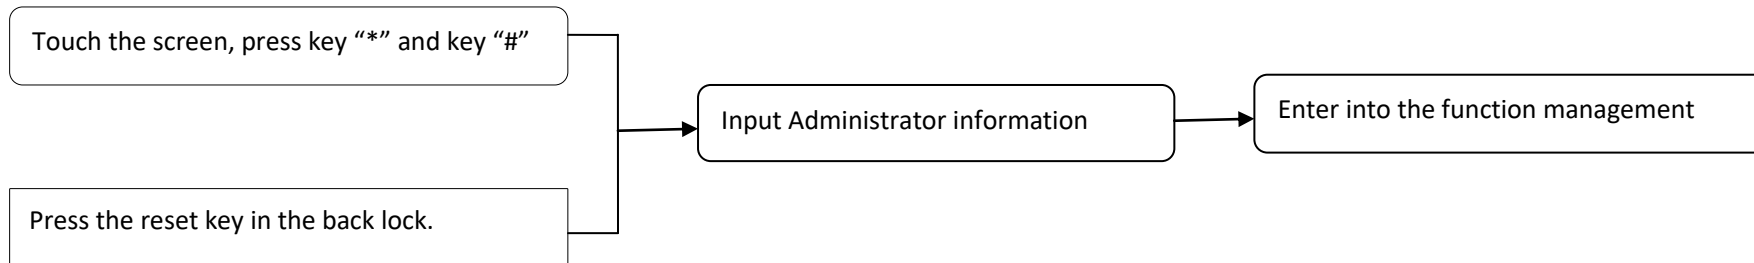 Touch the screen, press key “*” and key “#”
Press the reset key in the back lock.
Input Administrator information
Enter into the function management